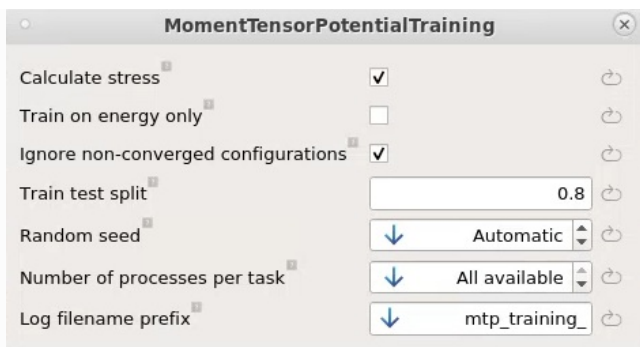 MomentTensorPotentialTraining
Calculate stress
Train on energy only
Ignore non-converged configurations
Train test split 0.8
Random seed Automatic
Number of processes per task All available
Log filename prefix mtp_training_